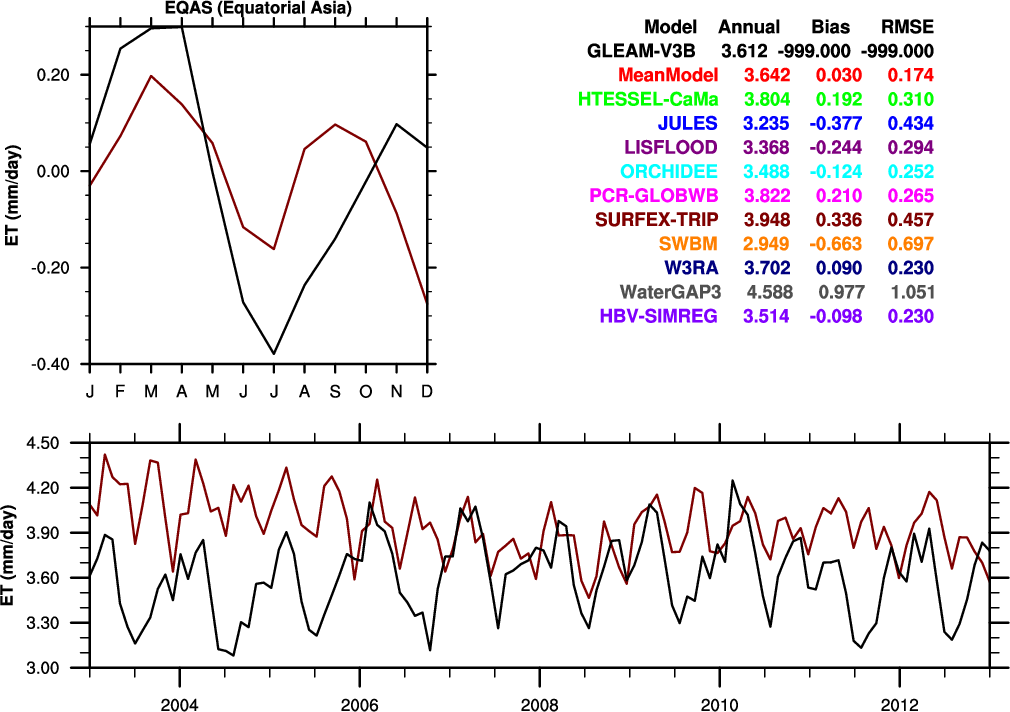 EQAS (Equatorial Asia)
ET (mm/day)
0.20
0.00
-0.20
-0.40
J F M A M J J A S O N D
Model Annual Bias RMSE
GLEAM-V3B 3.612 -999.000 -999.000
MeanModel 3.642 0.030 0.174
HTESSEL-CaMa 3.804 0.192 0.310
JULES 3.235 -0.377 0.434
LISFLOOD 3.368 -0.244 0.294
ORCHIDEE 3.488 -0.124 0.252
PCR-GLOBWB 3.822 0.210 0.265
SURFEX-TRIP 3.948 0.336 0.457
SWBM 2.949 -0.663 0.697
W3RA 3.702 0.090 0.230
WaterGAP3 4.588 0.977 1.051
HBV-SIMREG 3.514 -0.098 0.230
ET (mm/day)
4.50
4.20
3.90
3.60
3.30
3.00
2004 2006 2008 2010 2012